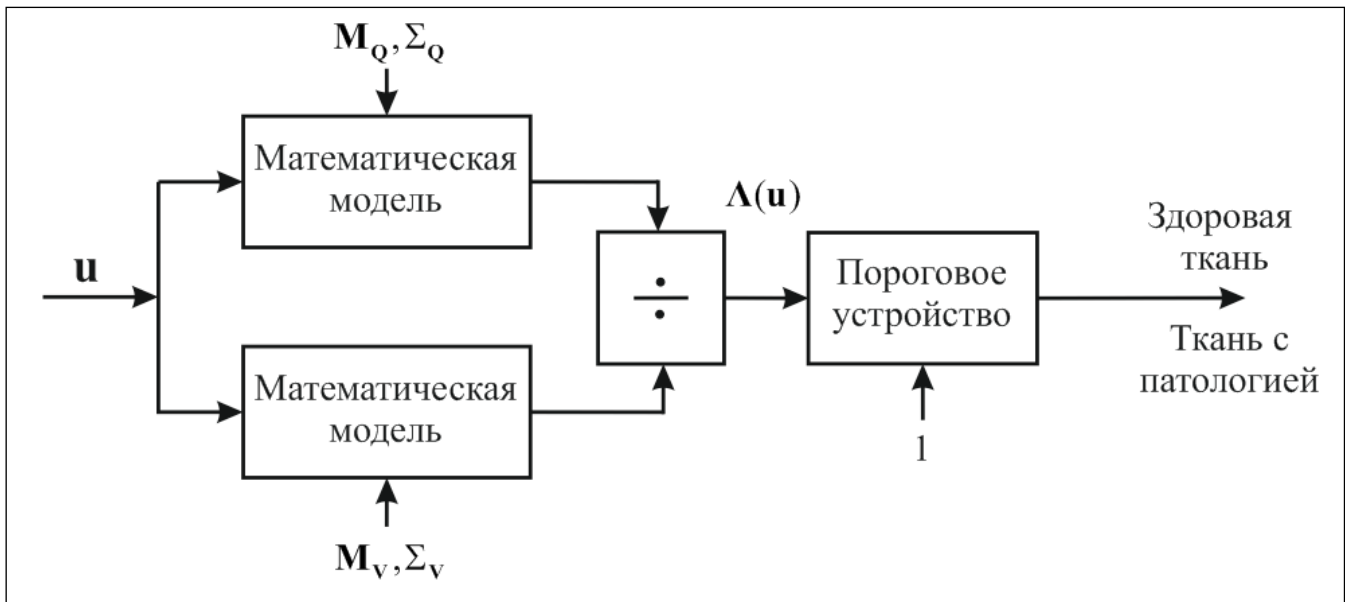 M_Q, Σ_Q
Математическая
модель
Λ(u)
Здоровая
ткань
u
÷
Пороговое
устройство
Ткань с
патологией
Математическая
модель
1
M_V, Σ_V